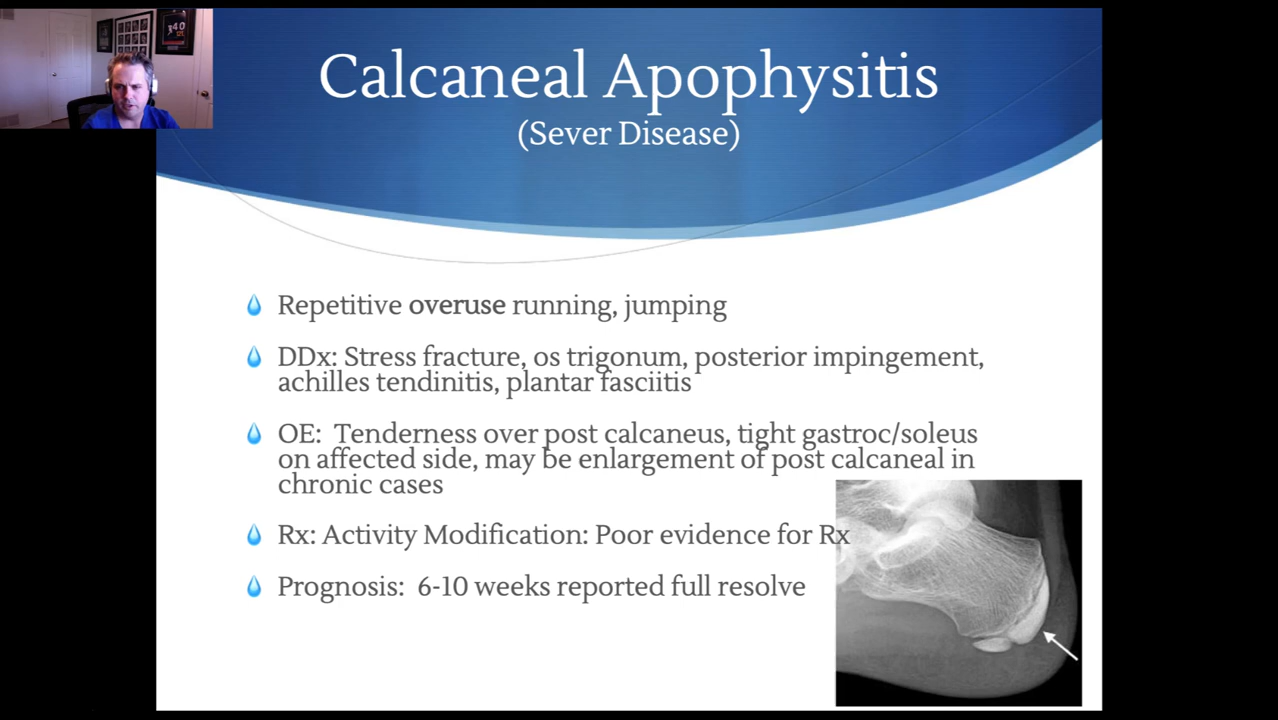 Calcaneal Apophysitis
(Sever Disease)
Repetitive overuse running, jumping
DDx: Stress fracture, os trigonum, posterior impingement,
achilles tendinitis, plantar fasciitis
OE: Tenderness over post calcaneus, tight gastroc/soleus
on affected side, may be enlargement of post calcaneal in
chronic cases
Rx: Activity Modification: Poor evidence for Rx
Prognosis: 6-10 weeks reported full resolve